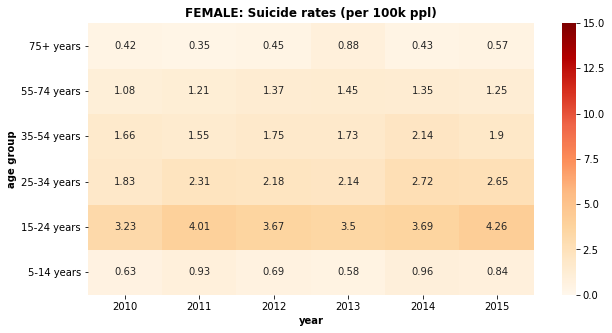 FEMALE: Suicide rates (per 100k ppl)
75+ years 0.42 0.35 0.45 0.88 0.43 0.57
55-74 years 1.08 1.21 1.37 1.45 1.35 1.25
35-54 years 1.66 1.55 1.75 1.73 2.14 1.9
25-34 years 1.83 2.31 2.18 2.14 2.72 2.65
15-24 years 3.23 4.01 3.67 3.5 3.69 4.26
5-14 years 0.63 0.93 0.69 0.58 0.96 0.84
2010 2011 2012 2013 2014 2015
year
age group
15.0
12.5
10.0
7.5
5.0
2.5
0.0